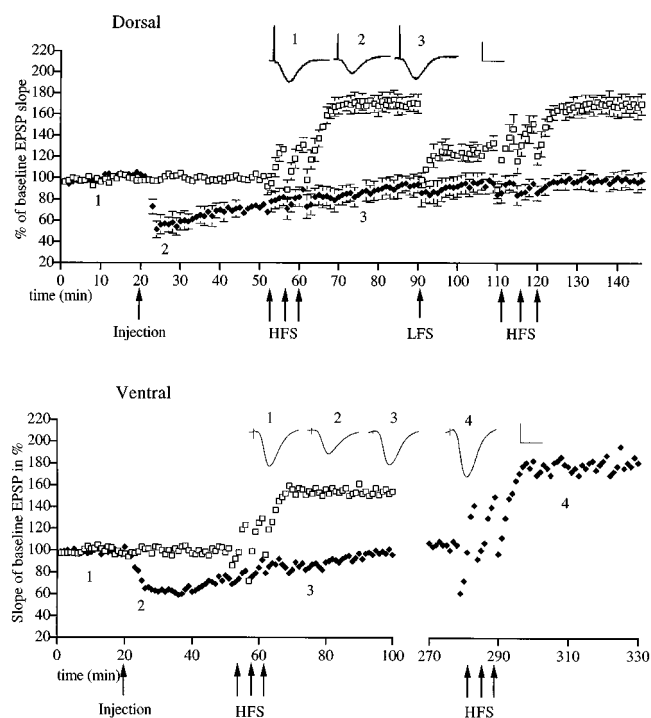 Dorsal
1 2 3
% of baseline EPSP slope
220
200
180
160
140
120
100
80
60
40
20
1
2
3
0 10 20 30 40 50 60 70 80 90 100 110 120 130 140
time (min)
Injection HFS LFS HFS
Ventral
1 2 3 4
Slope of baseline EPSP in %
220
200
180
160
140
120
100
80
60
40
20
1
2
3
4
0 20 40 60 80 100 270 290 310 330
time (min)
Injection HFS HFS